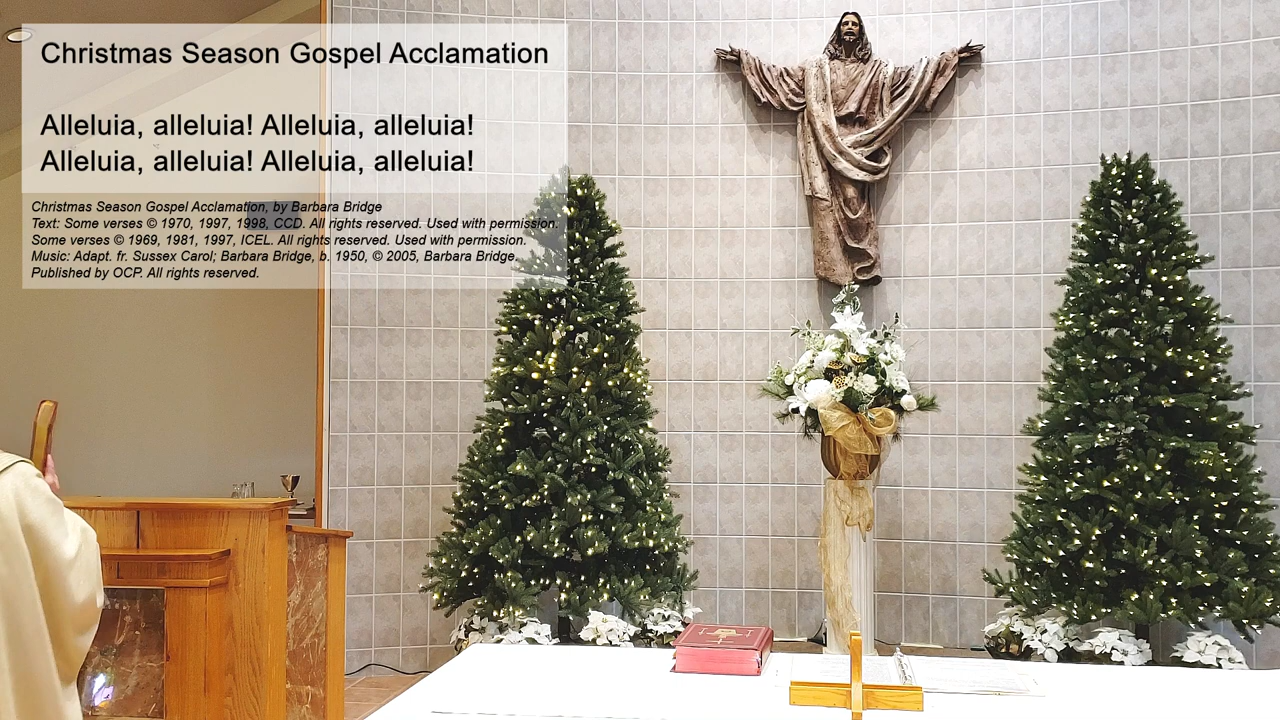 Christmas Season Gospel Acclamation
Alleluia, alleluia! Alleluia, alleluia!
Alleluia, alleluia! Alleluia, alleluia!
Christmas Season Gospel Acclamation, by Barbara Bridge
Text: Some verses © 1970, 1997, 1998, CCD. All rights reserved. Used with permission.
Some verses © 1969, 1981, 1997, ICEL. All rights reserved. Used with permission.
Music: Adapt. fr. Sussex Carol; Barbara Bridge, b. 1950, © 2005, Barbara Bridge.
Published by OCP. All rights reserved.